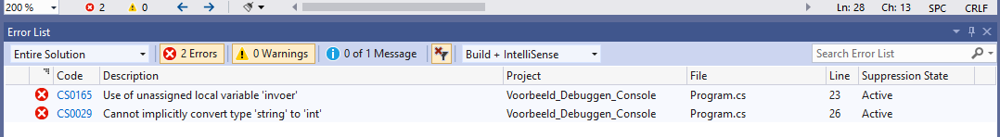 200 % 2 0 Ln: 28 Ch: 13 SPC CRLF
Error List
Entire Solution 2 Errors 0 Warnings 0 of 1 Message Build + IntelliSense Search Error List
Code Description Project File Line Suppression State
CS0165 Use of unassigned local variable 'invoer' Voorbeeld_Debuggen_Console Program.cs 23 Active
CS0029 Cannot implicitly convert type 'string' to 'int' Voorbeeld_Debuggen_Console Program.cs 26 Active